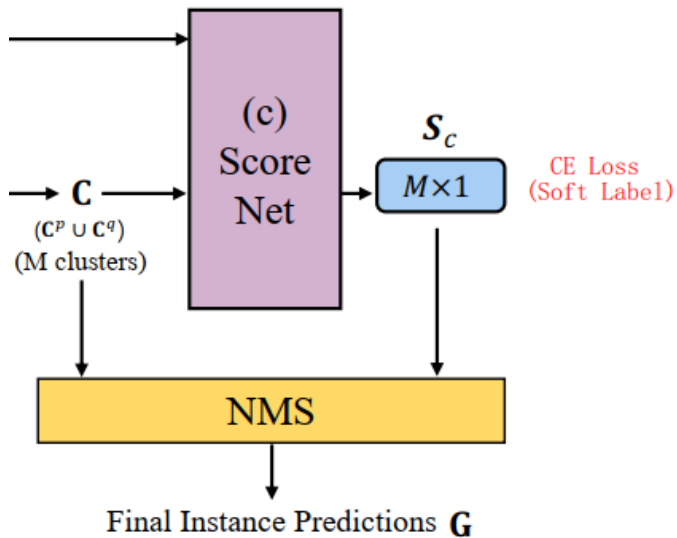 (c)
Score
Net
S_c
M×1
CE Loss
(Soft Label)
C
(C^p ∪ C^q)
(M clusters)
NMS
Final Instance Predictions G